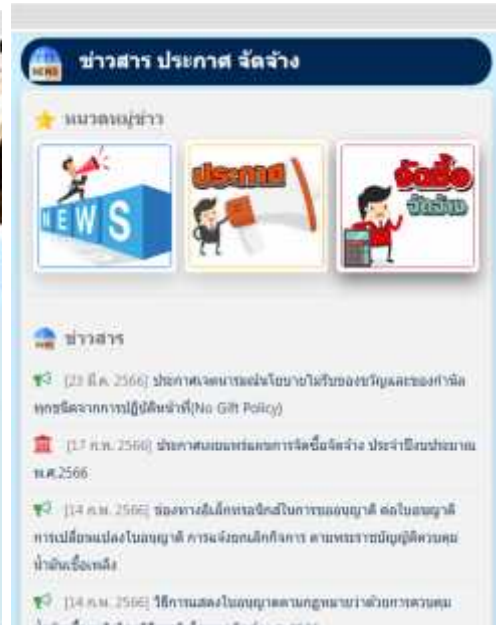 NEWS
ข่าวสาร ประกาศ จัดจ้าง
หมวดหมู่ข่าว
NEWS
ประกาศ
จัดซื้อ
จัดจ้าง
ข่าวสาร
[23 มี.ค. 2566] ประกาศเจตนารมณ์นโยบายไม่รับของขวัญและของกำนัล
ทุกชนิดจากการปฏิบัติหน้าที่(No Gift Policy)
[17 ก.พ. 2566] ประกาศเผยแพร่แผนการจัดซื้อจัดจ้าง ประจำปีงบประมาณ
พ.ศ.2566
[14 ก.พ. 2566] ช่องทางอิเล็กทรอนิกส์ในการขออนุญาติ ต่อใบอนุญาติ
การเปลี่ยนแปลงใบอนุญาติ การแจ้งยกเลิกกิจการ ตามพระราชบัญญัติควบคุม
น้ำมันเชื้อเพลิง
[14 ก.พ. 2566] วิธีการแสดงใบอนุญาตตามกฎหมายว่าด้วยการควบคุม